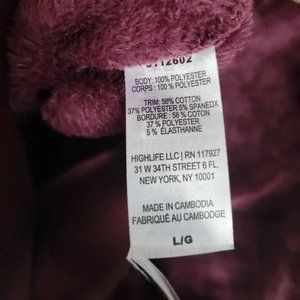 BODY: 100% POLYESTER
CORPS: 100 % POLYESTER
TRIM: 58% COTTON
37% POLYESTER 5% SPANEDX
BORDURE : 58 % COTON
37 % POLYESTER
5 % ÉLASTHANNE
HIGHLIFE LLC | RN 117927
31 W 34TH STREET 6 FL,
NEW YORK, NY 10001
MADE IN CAMBODIA
FABRIQUÉ AU CAMBODGE
L/G